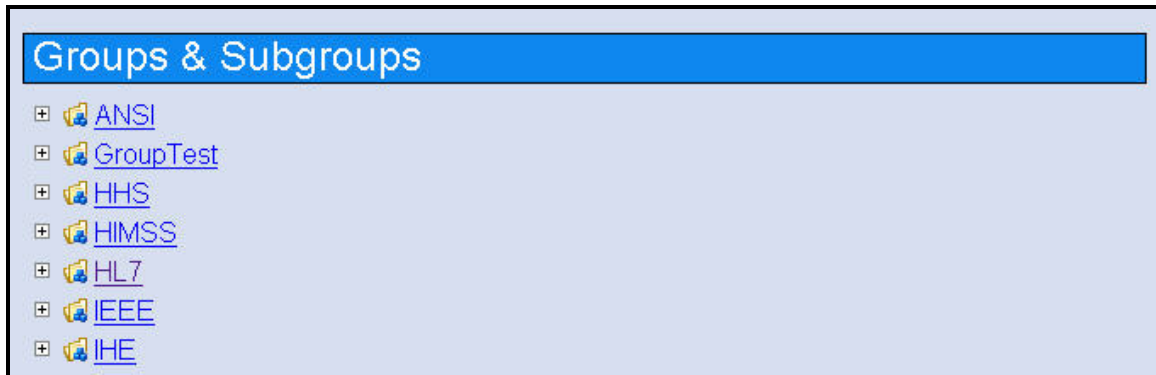 Groups & Subgroups
ANSI
GroupTest
HHS
HIMSS
HL7
IEEE
IHE